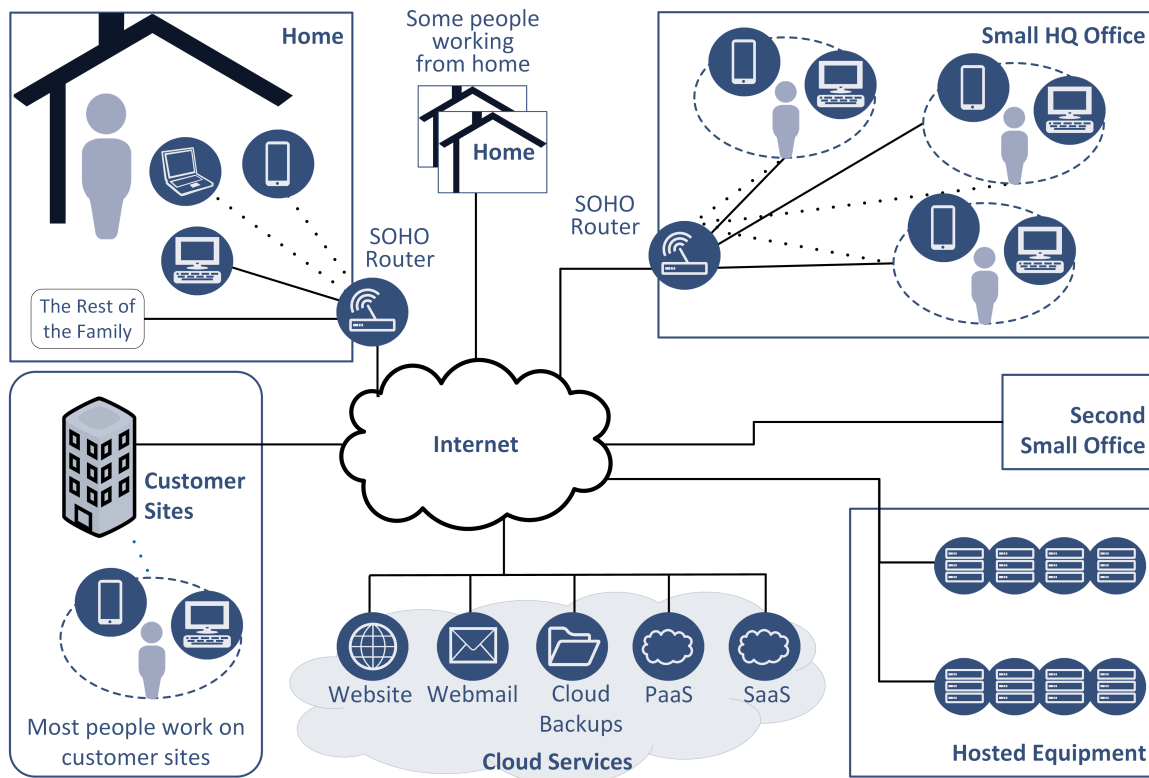 Home
SOHO
Router
The Rest of
the Family
Some people
working
from home
Home
Small HQ Office
SOHO
Router
Internet
Customer
Sites
Most people work on
customer sites
Second
Small Office
Website
Webmail
Cloud
Backups
PaaS
SaaS
Cloud Services
Hosted Equipment